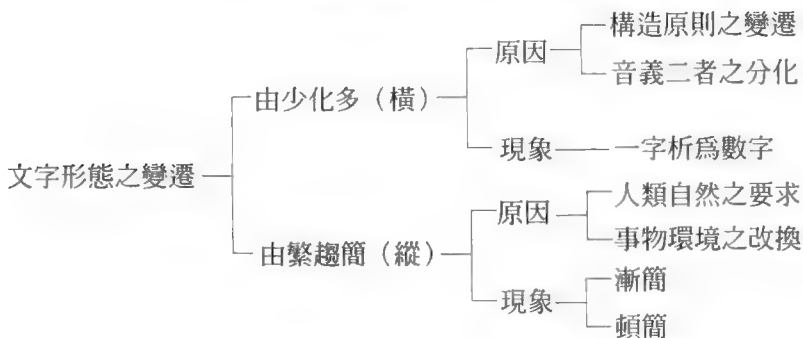 文字形態之變遷
由少化多（橫）
原因
構造原則之變遷
音義二者之分化
現象
一字析爲數字
由繁趨簡（縱）
原因
人類自然之要求
事物環境之改換
現象
漸簡
頓簡